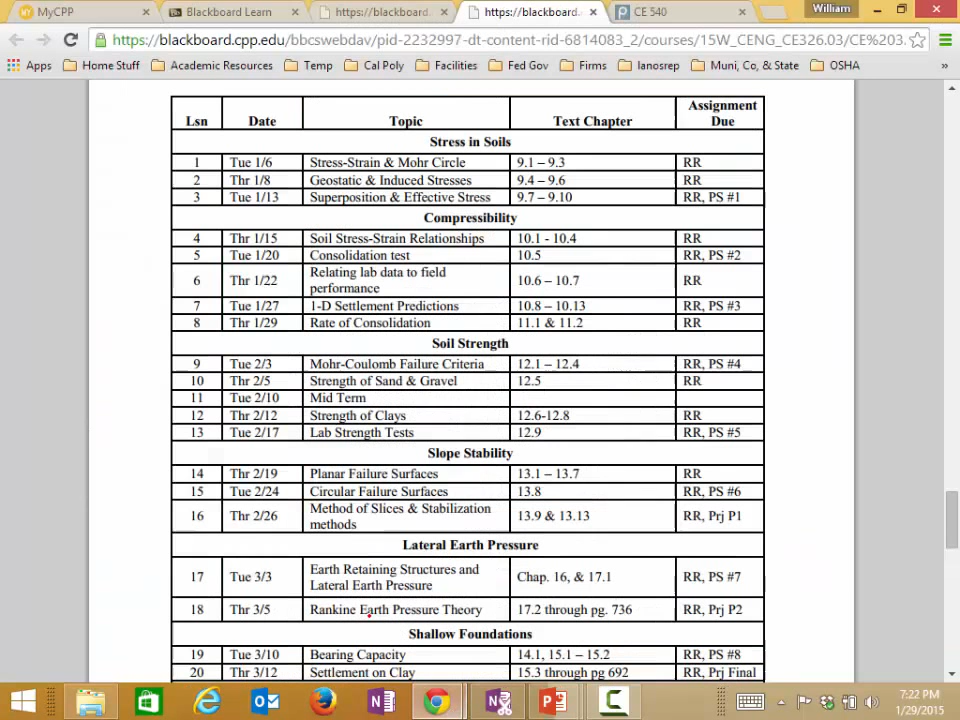 MyCPP
Blackboard Learn
https://blackboard.
https://blackboard.
CE 540
William
https://blackboard.cpp.edu/bbcswebdav/pid-2232997-dt-content-rid-6814083_2/courses/15W_CENG_CE326.03/CE%203.
Apps Home Stuff Academic Resources Temp Cal Poly Facilities Fed Gov Firms Ianosrep Muni, Co, & State OSHA »
Lsn Date Topic Text Chapter Assignment Due
Stress in Soils
1 Tue 1/6 Stress-Strain & Mohr Circle 9.1 – 9.3 RR
2 Thr 1/8 Geostatic & Induced Stresses 9.4 – 9.6 RR
3 Tue 1/13 Superposition & Effective Stress 9.7 – 9.10 RR, PS #1
Compressibility
4 Thr 1/15 Soil Stress-Strain Relationships 10.1 - 10.4 RR
5 Tue 1/20 Consolidation test 10.5 RR, PS #2
6 Thr 1/22 Relating lab data to field performance 10.6 – 10.7 RR
7 Tue 1/27 1-D Settlement Predictions 10.8 – 10.13 RR, PS #3
8 Thr 1/29 Rate of Consolidation 11.1 & 11.2 RR
Soil Strength
9 Tue 2/3 Mohr-Coulomb Failure Criteria 12.1 – 12.4 RR, PS #4
10 Thr 2/5 Strength of Sand & Gravel 12.5 RR
11 Tue 2/10 Mid Term
12 Thr 2/12 Strength of Clays 12.6-12.8 RR
13 Tue 2/17 Lab Strength Tests 12.9 RR, PS #5
Slope Stability
14 Thr 2/19 Planar Failure Surfaces 13.1 – 13.7 RR
15 Tue 2/24 Circular Failure Surfaces 13.8 RR, PS #6
16 Thr 2/26 Method of Slices & Stabilization methods 13.9 & 13.13 RR, Prj P1
Lateral Earth Pressure
17 Tue 3/3 Earth Retaining Structures and Lateral Earth Pressure Chap. 16, & 17.1 RR, PS #7
18 Thr 3/5 Rankine Earth Pressure Theory 17.2 through pg. 736 RR, Prj P2
Shallow Foundations
19 Tue 3/10 Bearing Capacity 14.1, 15.1 – 15.2 RR, PS #8
20 Thr 3/12 Settlement on Clay 15.3 through pg 692 RR, Prj Final
7:22 PM
1/29/2015